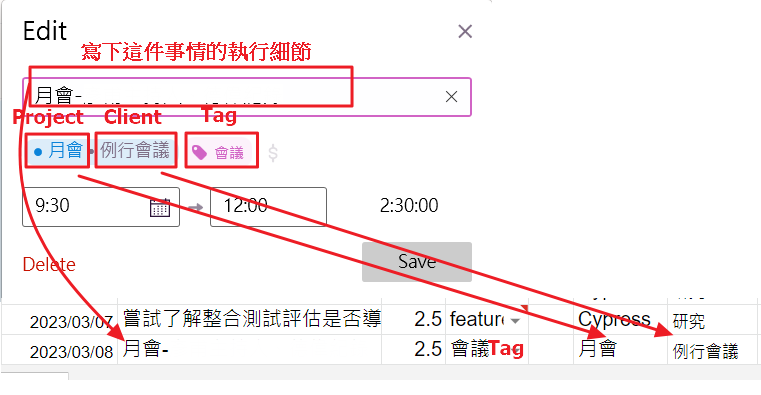 Edit
寫下這件事情的執行細節
月會-
Project Client Tag
月會 • 例行會議 會議 $
9:30 12:00 2:30:00
Delete Save
2023/03/07 嘗試了解整合測試評估是否導 2.5 feature Cypress 研究
2023/03/08 月會- 2.5 會議 Tag 月會 例行會議